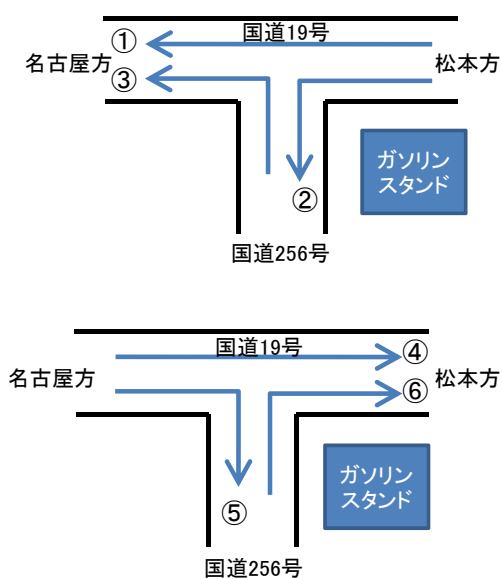 国道19号
①
名古屋方
松本方
③
ガソリン
スタンド
②
国道256号
国道19号
④
名古屋方
松本方
⑥
ガソリン
スタンド
⑤
国道256号